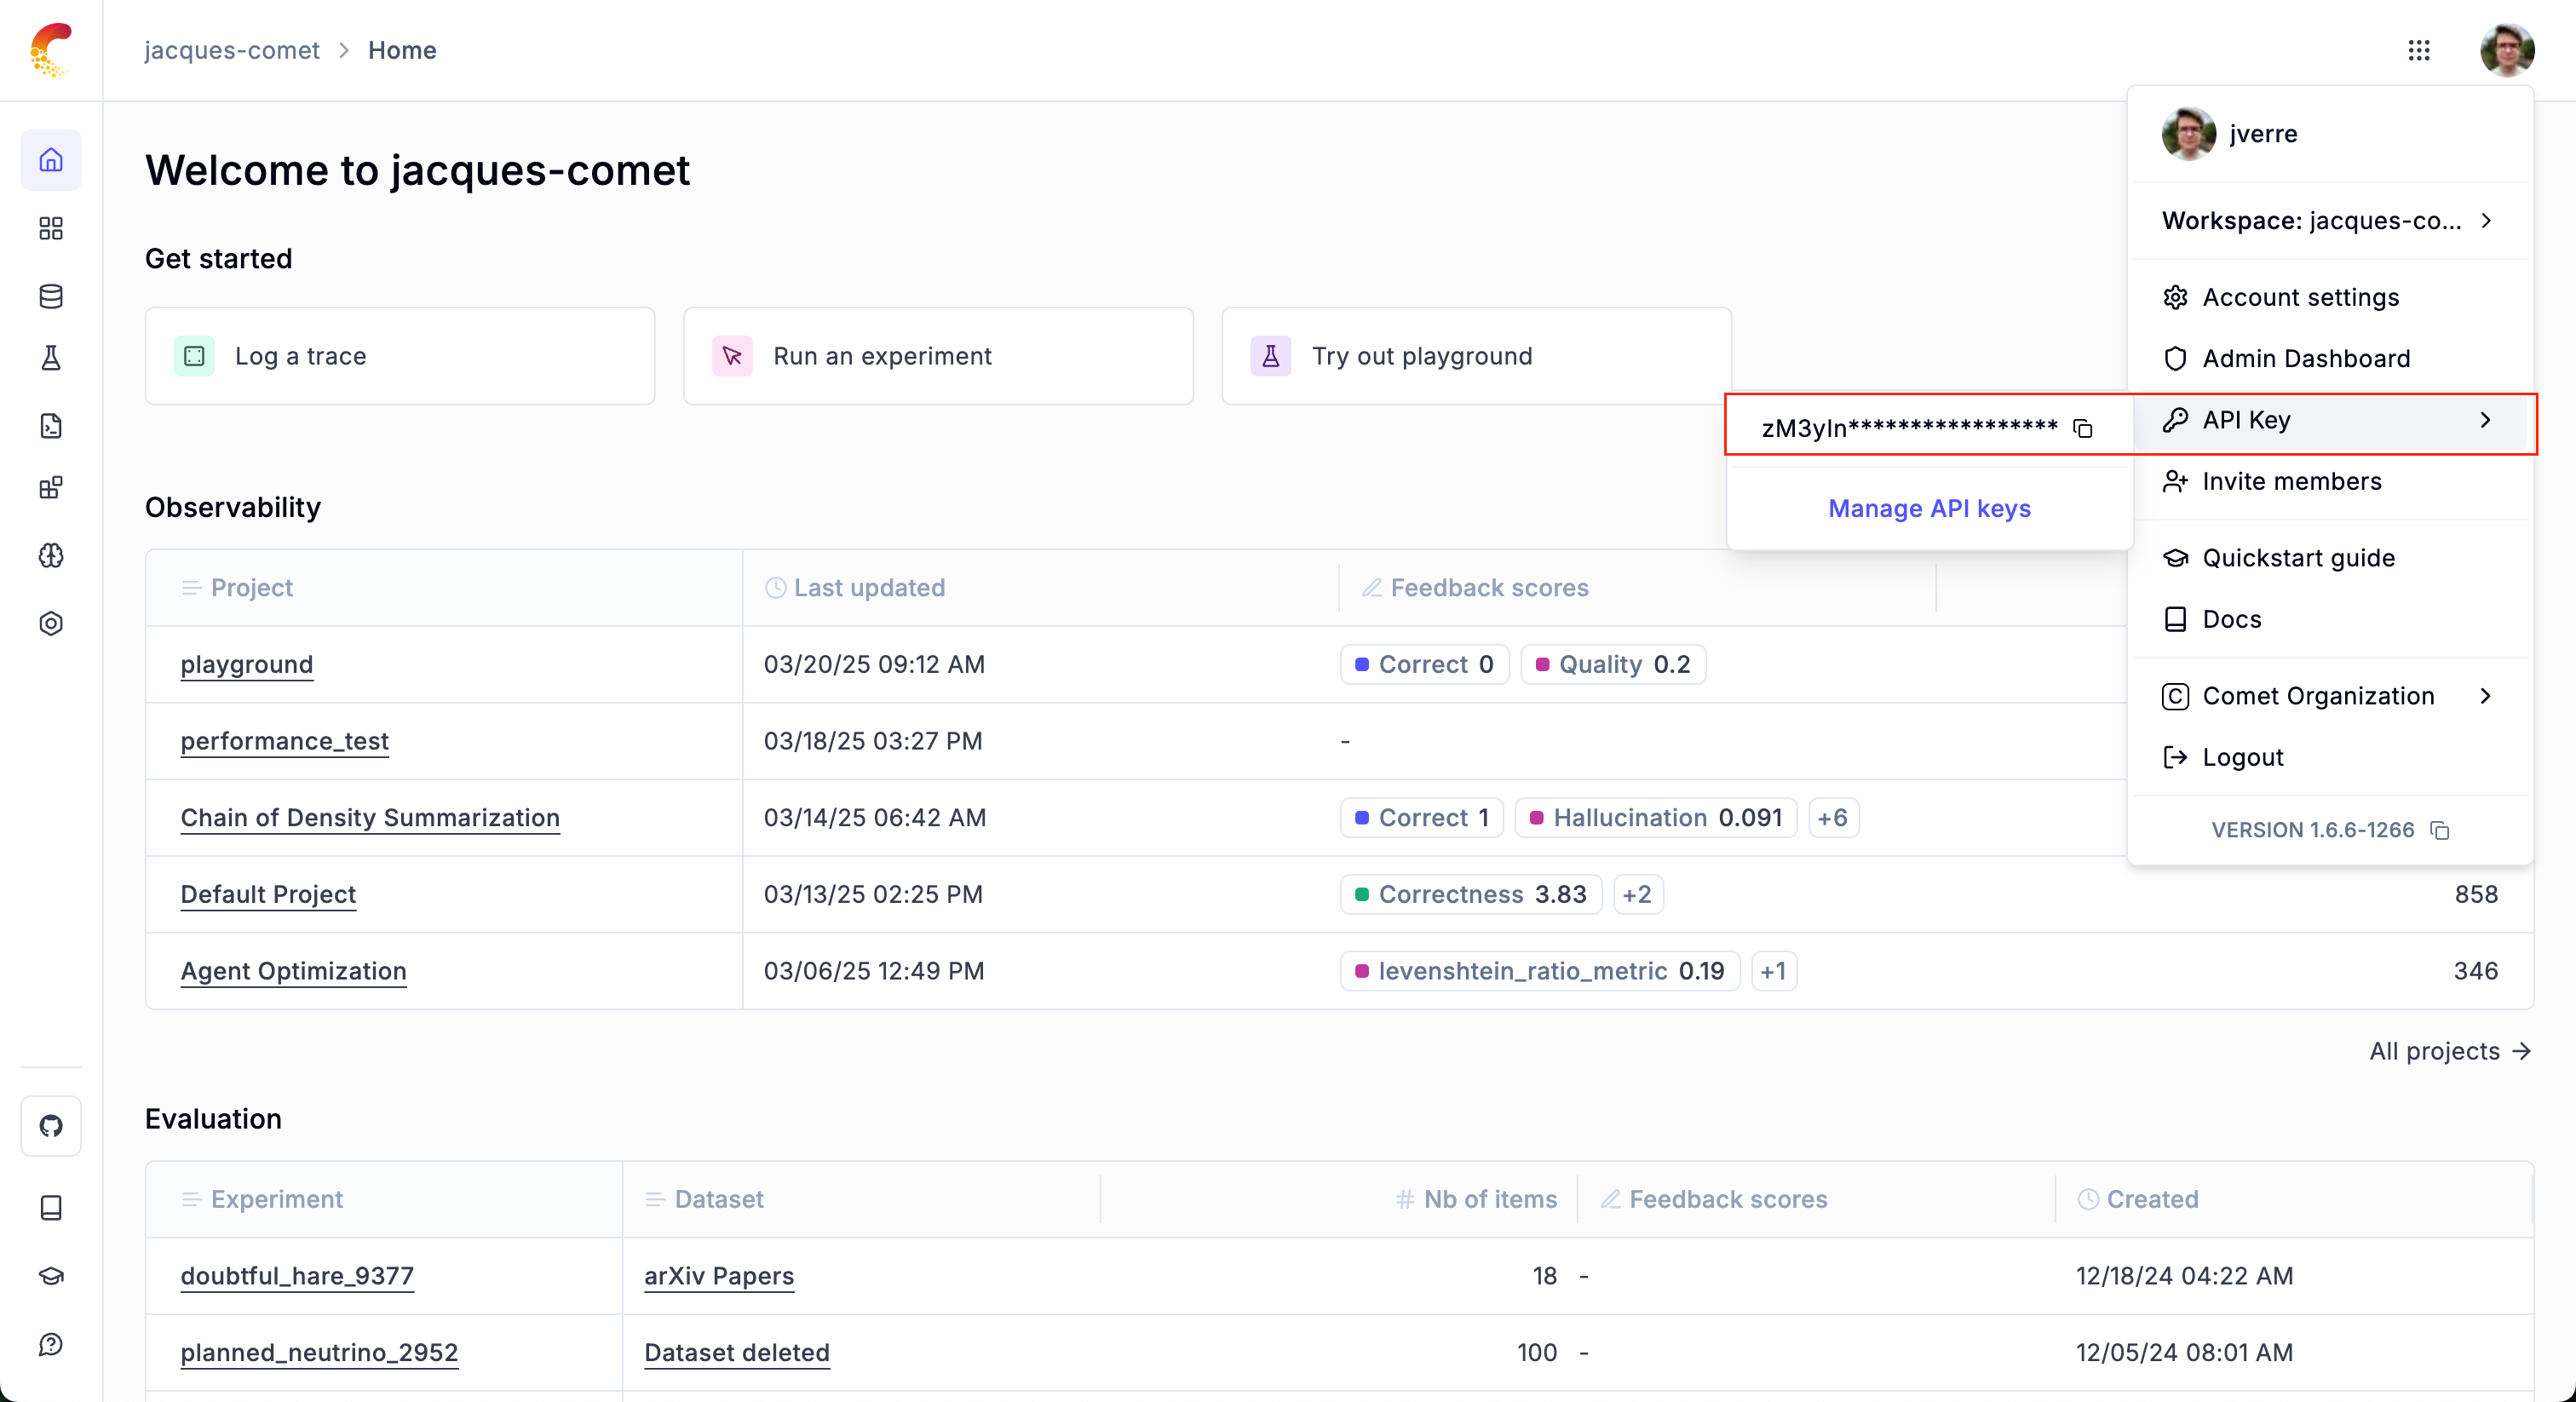 jacques-comet > Home
jverre
Welcome to jacques-comet
Workspace: jacques-co...
Get started
Account settings
Log a trace
Run an experiment
Try out playground
Admin Dashboard
zM3yIn*****************
API Key
Invite members
Manage API keys
Observability
Quickstart guide
Project Last updated Feedback scores
Docs
playground 03/20/25 09:12 AM Correct 0 Quality 0.2
Comet Organization
performance_test 03/18/25 03:27 PM -
Logout
Chain of Density Summarization 03/14/25 06:42 AM Correct 1 Hallucination 0.091 +6
VERSION 1.6.6-1266
Default Project 03/13/25 02:25 PM Correctness 3.83 +2 858
Agent Optimization 03/06/25 12:49 PM levenshtein_ratio_metric 0.19 +1 346
All projects →
Evaluation
Experiment Dataset # Nb of items Feedback scores Created
doubtful_hare_9377 arXiv Papers 18 - 12/18/24 04:22 AM
planned_neutrino_2952 Dataset deleted 100 - 12/05/24 08:01 AM